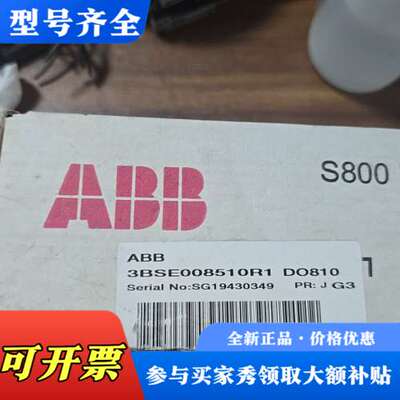 型号齐全
ABB
S800
ABB
3BSE008510R1 DO810
Serial No:SG19430349 PR: J G3
全新正品·价格优惠
可开票
参与买家秀领取大额补贴